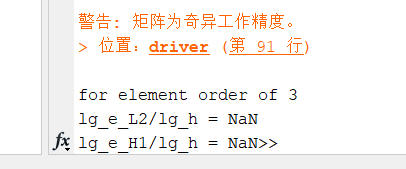 警告: 矩阵为奇异工作精度。
> 位置：driver (第 91 行)
for element order of 3
lg_e_L2/lg_h = NaN
fx lg_e_H1/lg_h = NaN>>